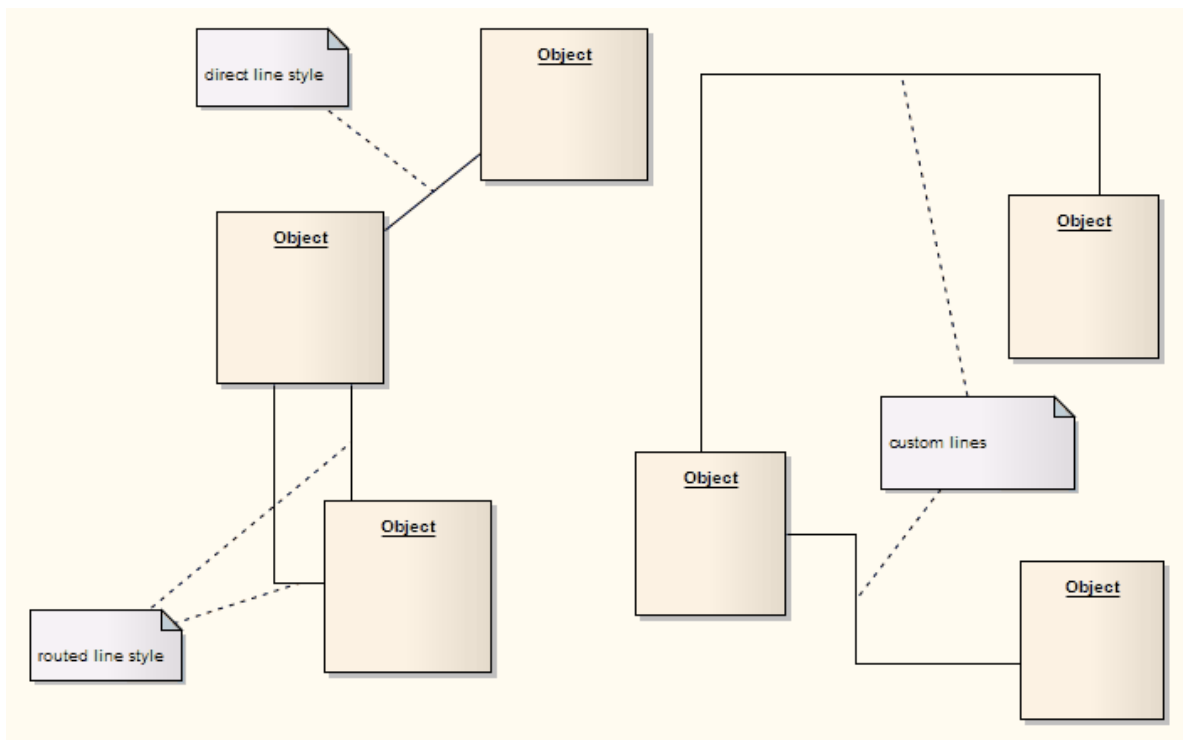 direct line style
Object
Object
Object
routed line style
Object
custom lines
Object
Object